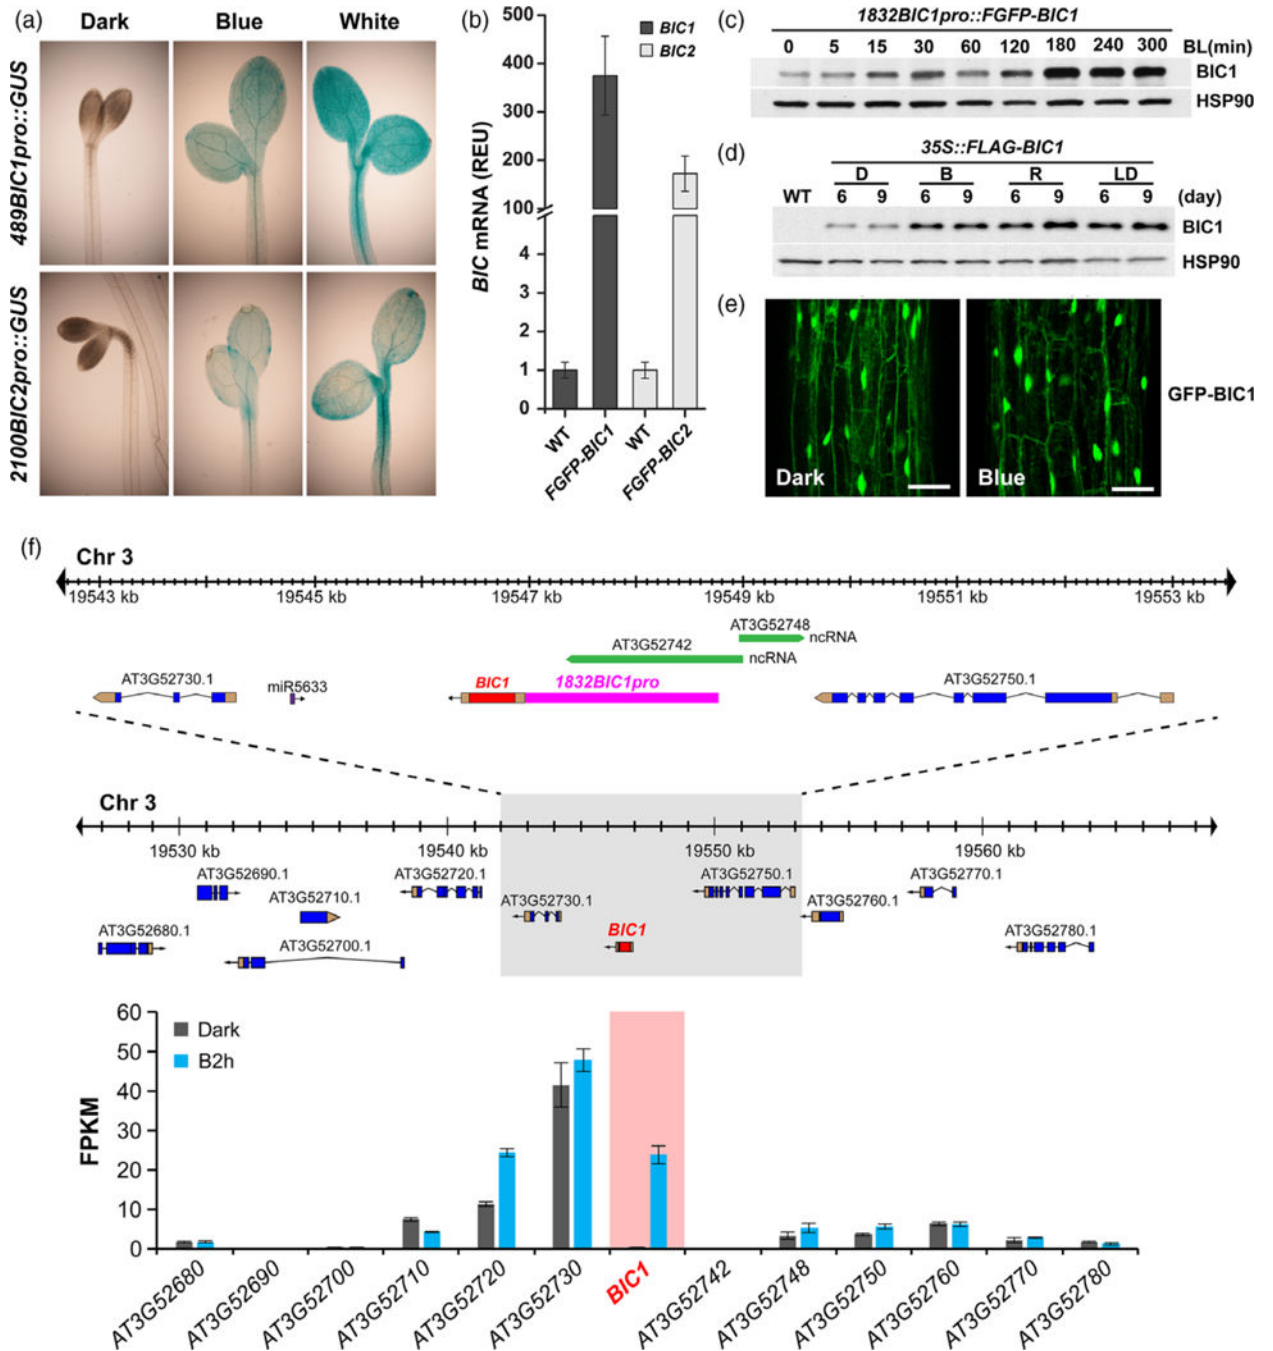 (a)
Dark Blue White
489BIC1pro::GUS
2100BIC2pro::GUS
(b)
500
400
300
200
100
4
3
2
1
0
BIC mRNA (REU)
BIC1
BIC2
WT
FGFP-BIC1
WT
FGFP-BIC2
(c)
1832BIC1pro::FGFP-BIC1
0 5 15 30 60 120 180 240 300 BL(min)
BIC1
HSP90
(d)
35S::FLAG-BIC1
D B R LD
WT 6 9 6 9 6 9 6 9 (day)
BIC1
HSP90
(e)
Dark
Blue
GFP-BIC1
(f)
Chr 3
19543 kb 19545 kb 19547 kb 19549 kb 19551 kb 19553 kb
AT3G52748
ncRNA
AT3G52742
ncRNA
AT3G52730.1
miR5633
BIC1
1832BIC1pro
AT3G52750.1
Chr 3
19530 kb 19540 kb 19550 kb 19560 kb
AT3G52690.1 AT3G52720.1 AT3G52750.1 AT3G52770.1
AT3G52710.1 AT3G52730.1 AT3G52760.1
AT3G52680.1 AT3G52700.1 BIC1 AT3G52780.1
60
50
40
30
20
10
0
FPKM
Dark
B2h
AT3G52680
AT3G52690
AT3G52700
AT3G52710
AT3G52720
AT3G52730
BIC1
AT3G52742
AT3G52748
AT3G52750
AT3G52760
AT3G52770
AT3G52780